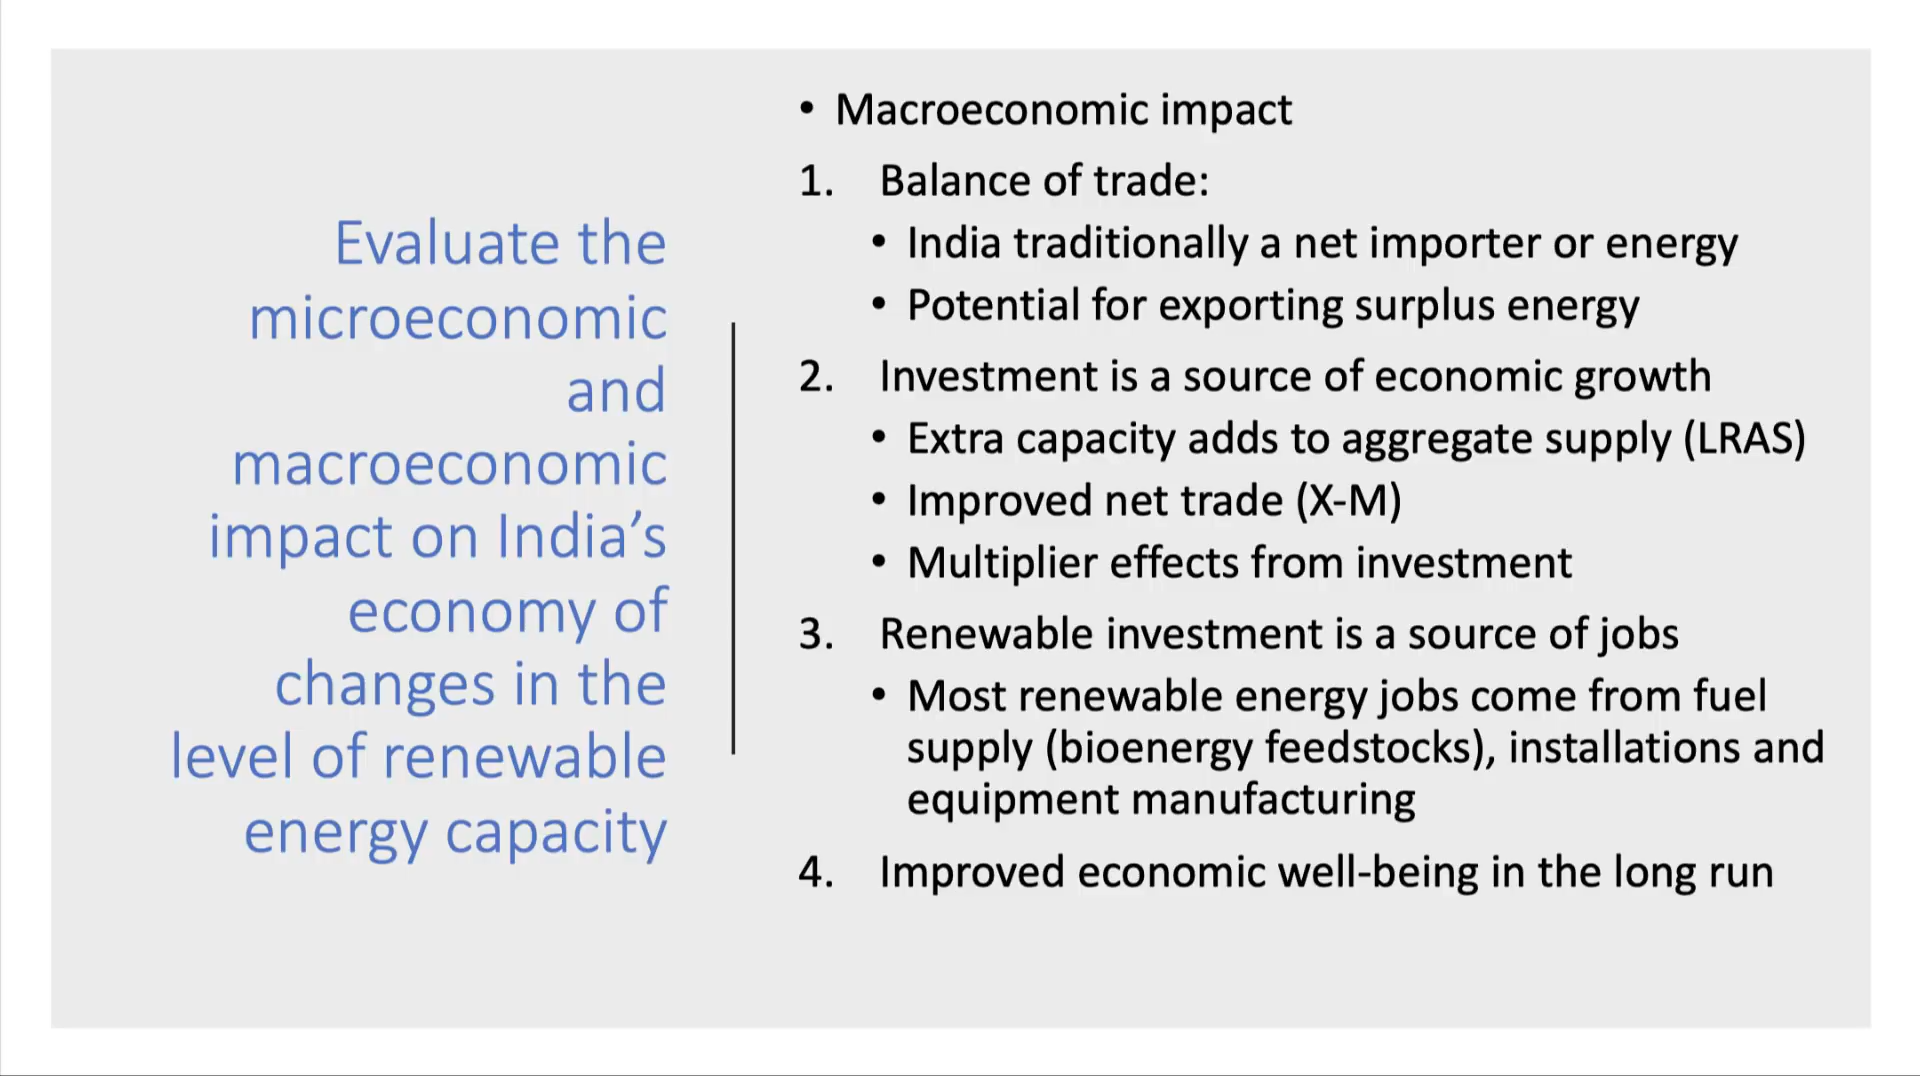 Evaluate the
microeconomic
and
macroeconomic
impact on India’s
economy of
changes in the
level of renewable
energy capacity
• Macroeconomic impact
1. Balance of trade:
• India traditionally a net importer or energy
• Potential for exporting surplus energy
2. Investment is a source of economic growth
• Extra capacity adds to aggregate supply (LRAS)
• Improved net trade (X-M)
• Multiplier effects from investment
3. Renewable investment is a source of jobs
• Most renewable energy jobs come from fuel
supply (bioenergy feedstocks), installations and
equipment manufacturing
4. Improved economic well-being in the long run